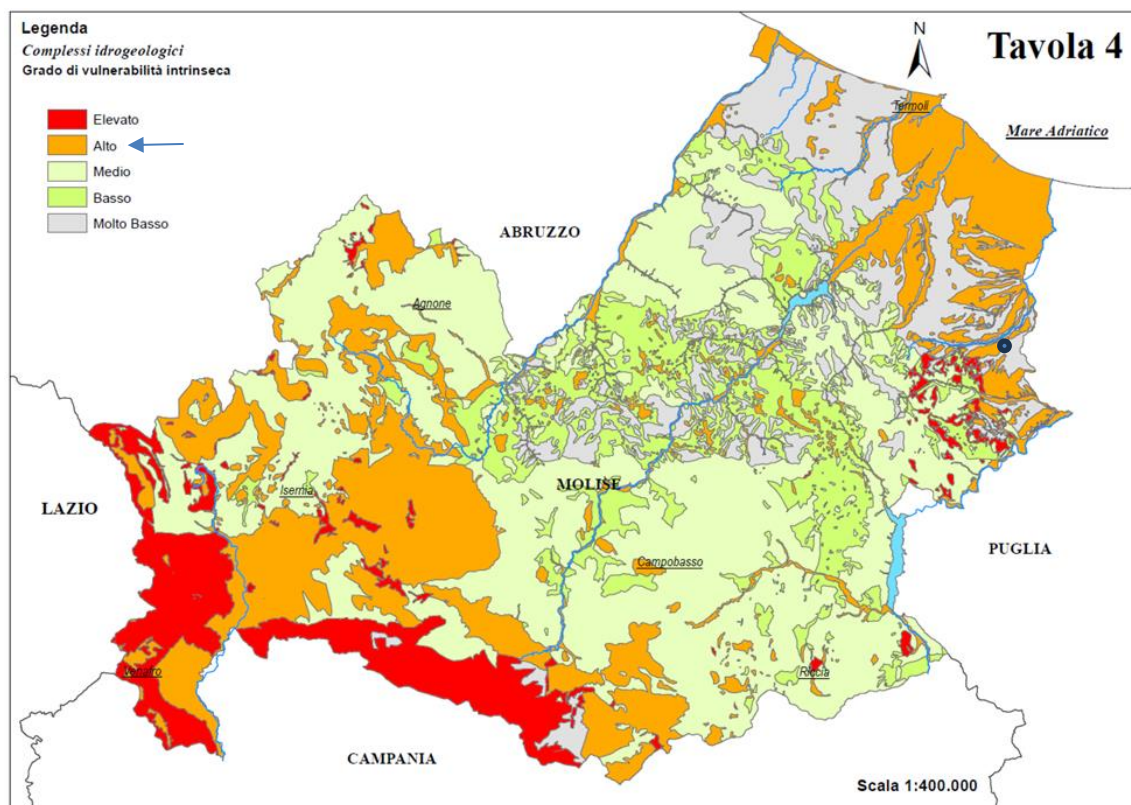 Legenda
Complessi idrogeologici
Grado di vulnerabilità intrinseca
Elevato
Alto
Medio
Basso
Molto Basso
N
Tavola 4
Termoli
Mare Adriatico
ABRUZZO
Agnone
LAZIO
Isernia
MOLISE
PUGLIA
Campobasso
Venafro
Riccia
CAMPANIA
Scala 1:400.000